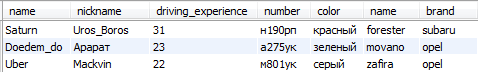 name nickname driving_experience number color name brand
Saturn Uros_Boros 31 н190рп красный forester subaru
Doedem_do Арарат 23 а275ук зеленый movano opel
Uber Mackvin 22 м801ук серый zafira opel